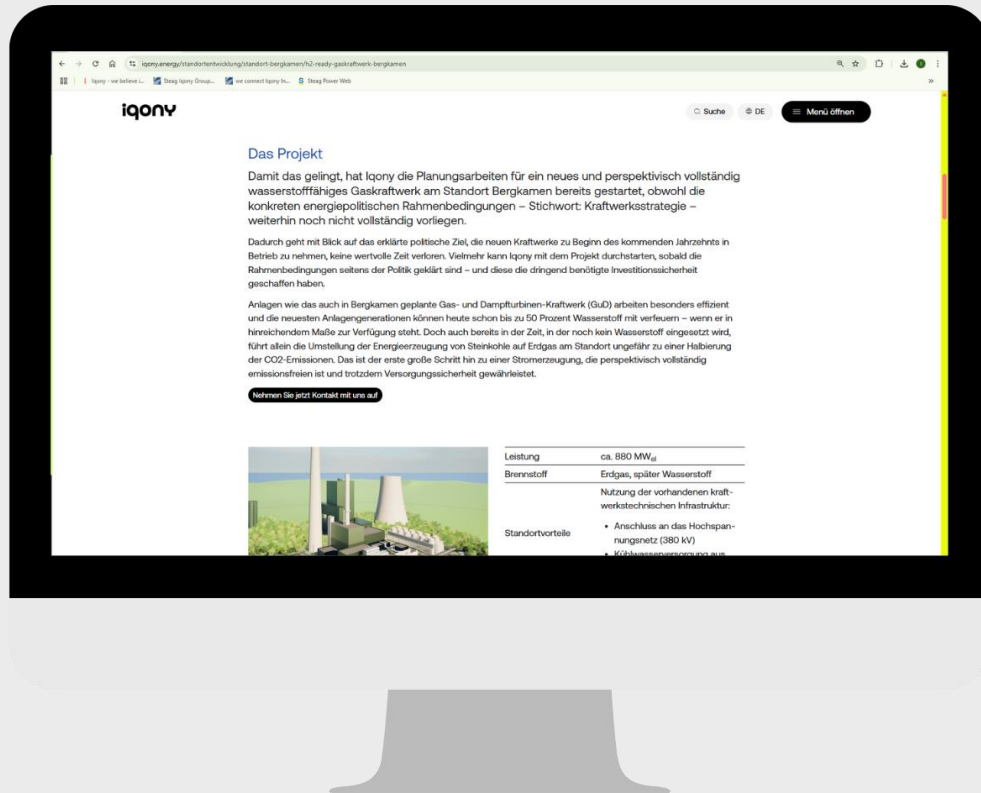 iqony.energy/standortentwicklung/standort-bergkamen/h2-ready-gaskraftwerk-bergkamen
Iqony - we believe i... Steag Iqony Group... we connect Iqony In... Steag Power Web
iqony Suche DE Menü öffnen
Das Projekt
Damit das gelingt, hat Iqony die Planungsarbeiten für ein neues und perspektivisch vollständig
wasserstofffähiges Gaskraftwerk am Standort Bergkamen bereits gestartet, obwohl die
konkreten energiepolitischen Rahmenbedingungen – Stichwort: Kraftwerksstrategie –
weiterhin noch nicht vollständig vorliegen.
Dadurch geht mit Blick auf das erklärte politische Ziel, die neuen Kraftwerke zu Beginn des kommenden Jahrzehnts in
Betrieb zu nehmen, keine wertvolle Zeit verloren. Vielmehr kann Iqony mit dem Projekt durchstarten, sobald die
Rahmenbedingungen seitens der Politik geklärt sind – und diese die dringend benötigte Investitionssicherheit
geschaffen haben.
Anlagen wie das auch in Bergkamen geplante Gas- und Dampfturbinen-Kraftwerk (GuD) arbeiten besonders effizient
und die neuesten Anlagengenerationen können heute schon bis zu 50 Prozent Wasserstoff mit verfeuern – wenn er in
hinreichendem Maße zur Verfügung steht. Doch auch bereits in der Zeit, in der noch kein Wasserstoff eingesetzt wird,
führt allein die Umstellung der Energieerzeugung von Steinkohle auf Erdgas am Standort ungefähr zu einer Halbierung
der CO2-Emissionen. Das ist der erste große Schritt hin zu einer Stromerzeugung, die perspektivisch vollständig
emissionsfreien ist und trotzdem Versorgungssicherheit gewährleistet.
Nehmen Sie jetzt Kontakt mit uns auf
Leistung ca. 880 MWel
Brennstoff Erdgas, später Wasserstoff
Nutzung der vorhandenen kraft-
werkstechnischen Infrastruktur:
Standortvorteile
• Anschluss an das Hochspan-
nungsnetz (380 kV)
• Kühlwasserversorgung aus